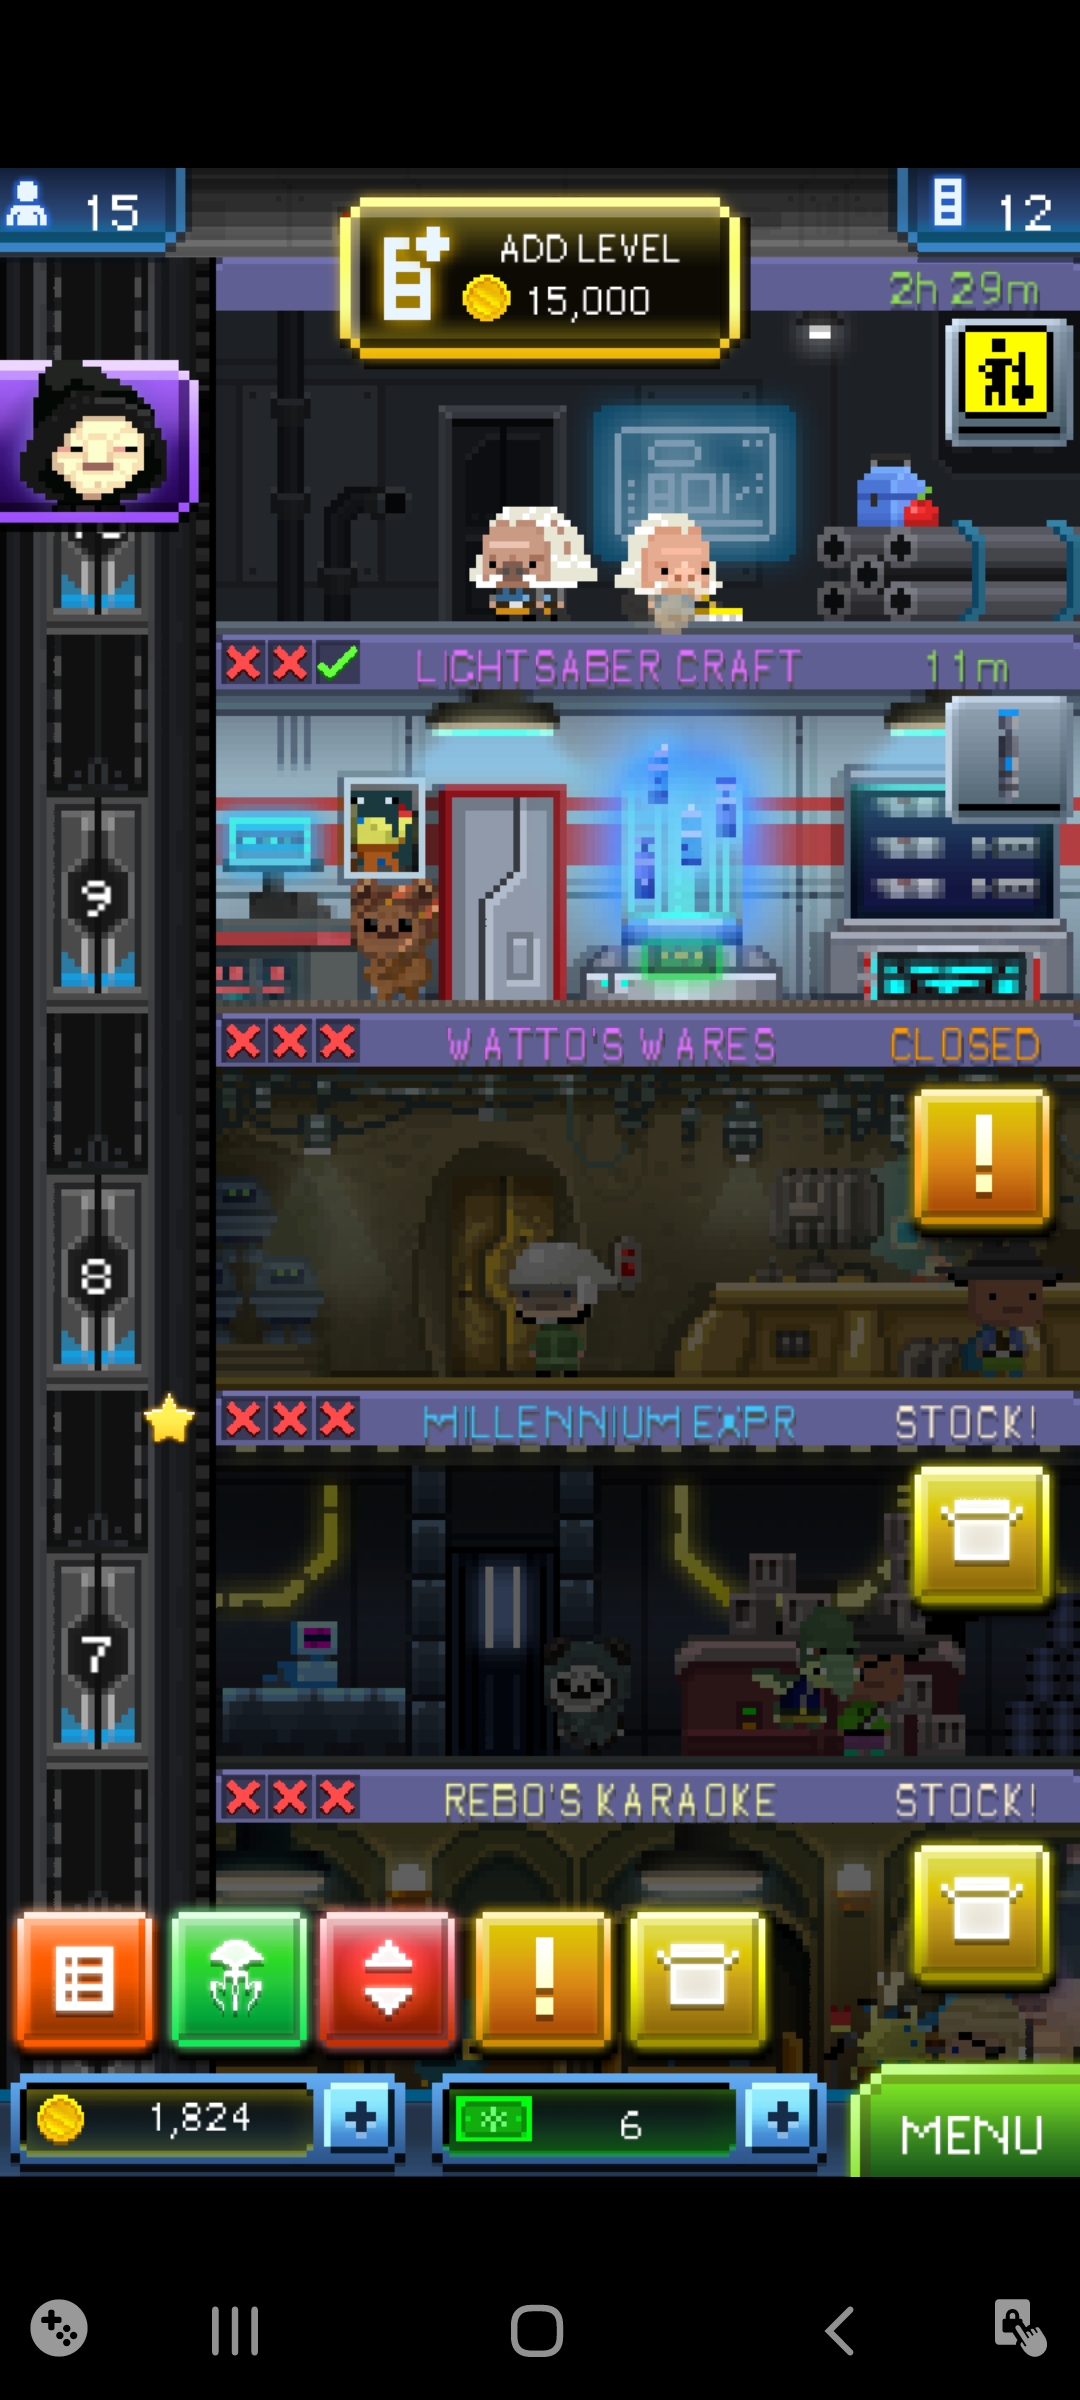 15
ADD LEVEL
15,000
12
2h 29m
LIGHTSABER CRAFT
11m
9
WATTO'S WARES
CLOSED
!
8
MILLENNIUM EXPR
STOCK!
7
REBO'S KARAOKE
STOCK!
!
1,824
+
6
+
MENU